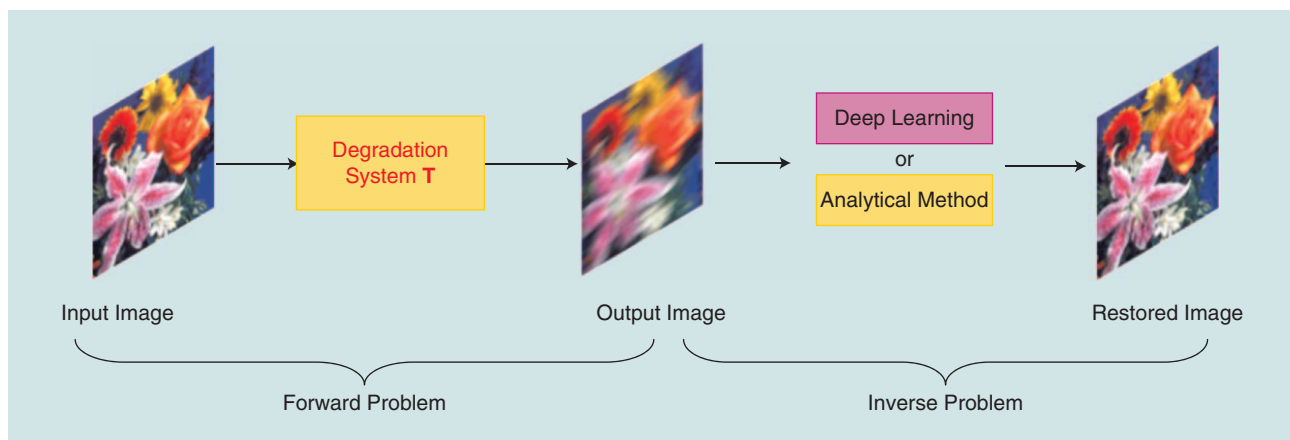 Degradation
System T
Deep Learning
or
Analytical Method
Input Image
Output Image
Restored Image
Forward Problem
Inverse Problem